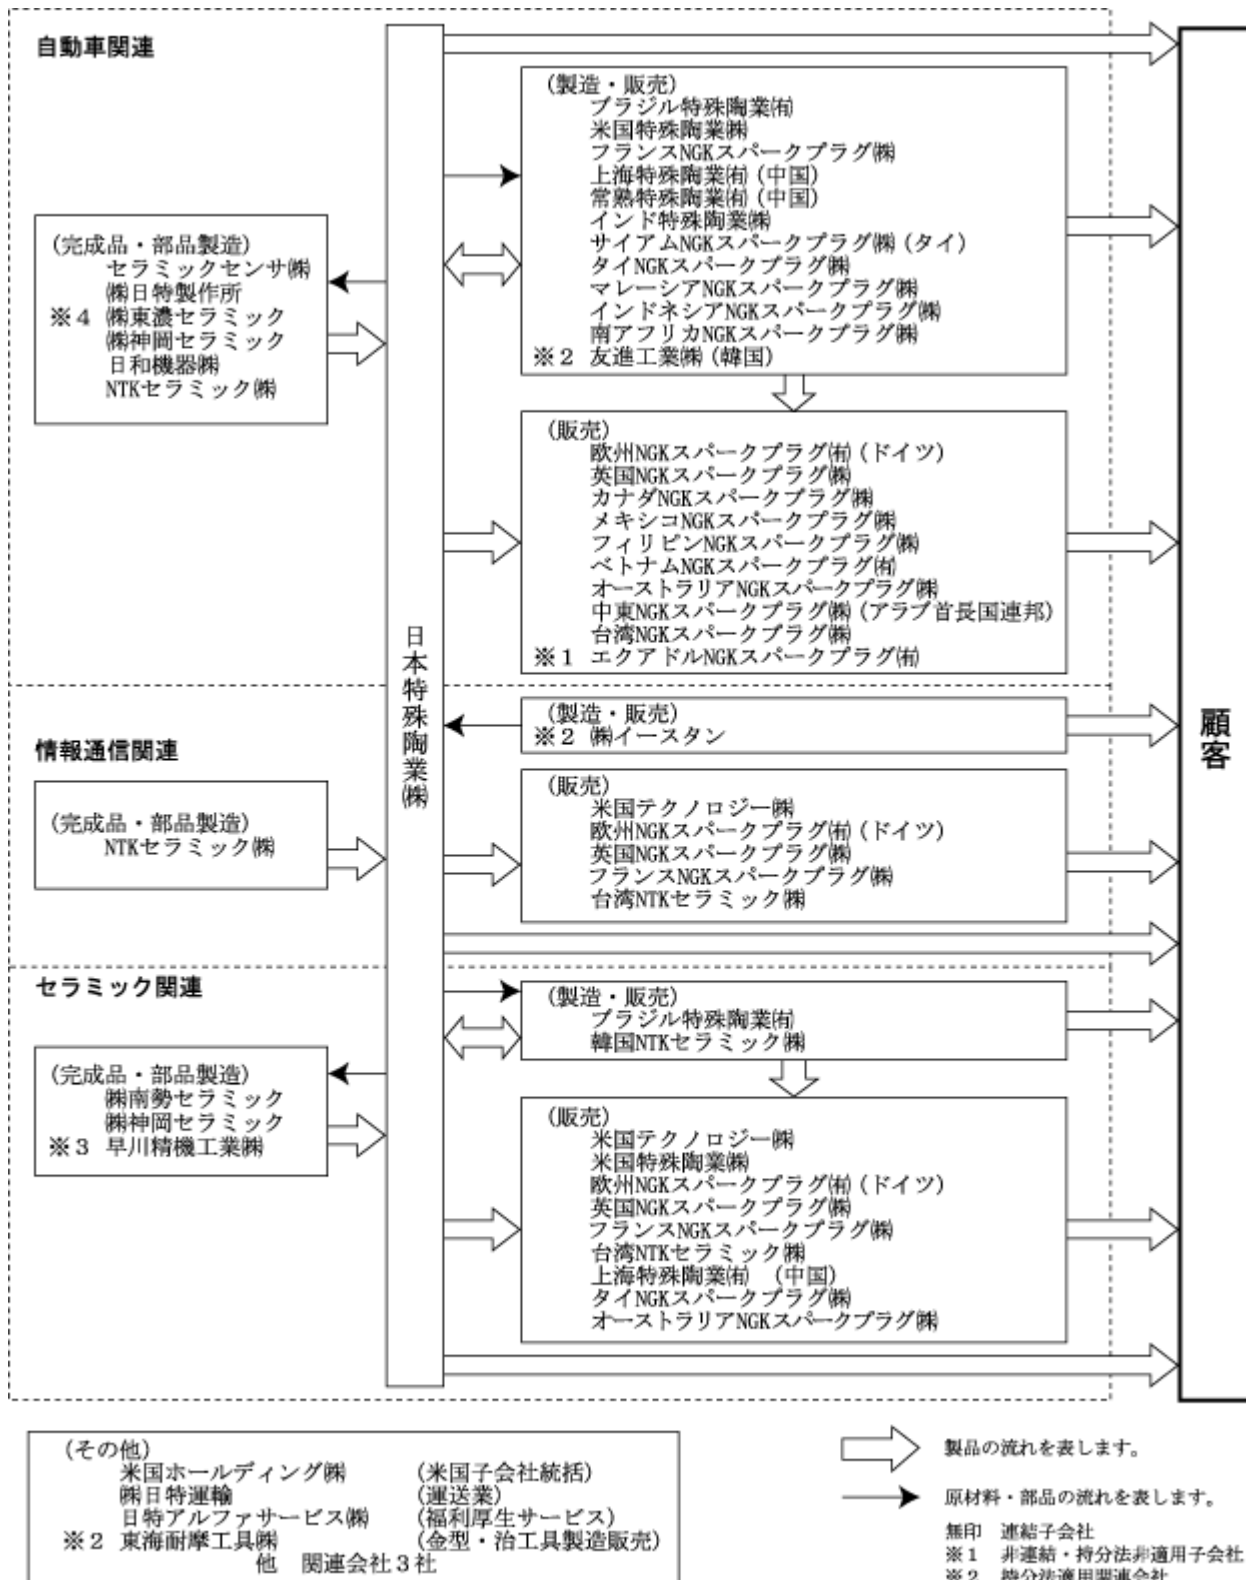 自動車関連
(完成品・部品製造)
セラミックセンサ㈱
㈱日特製作所
※4 ㈱東濃セラミック
㈱神岡セラミック
日和機器㈱
NTKセラミック㈱
日本特殊陶業㈱
(製造・販売)
ブラジル特殊陶業㈲
米国特殊陶業㈱
フランスNGKスパークプラグ㈱
上海特殊陶業㈲(中国)
常熟特殊陶業㈲(中国)
インド特殊陶業㈱
サイアムNGKスパークプラグ㈱(タイ)
タイNGKスパークプラグ㈱
マレーシアNGKスパークプラグ㈱
インドネシアNGKスパークプラグ㈱
南アフリカNGKスパークプラグ㈱
※2 友進工業㈱(韓国)
(販売)
欧州NGKスパークプラグ㈲(ドイツ)
英国NGKスパークプラグ㈱
カナダNGKスパークプラグ㈱
メキシコNGKスパークプラグ㈱
フィリピンNGKスパークプラグ㈱
ベトナムNGKスパークプラグ㈲
オーストラリアNGKスパークプラグ㈱
中東NGKスパークプラグ㈱(アラブ首長国連邦)
台湾NGKスパークプラグ㈱
※1 エクアドルNGKスパークプラグ㈲
顧客
情報通信関連
(完成品・部品製造)
NTKセラミック㈱
(製造・販売)
※2 ㈱イースタン
(販売)
米国テクノロジー㈱
欧州NGKスパークプラグ㈲(ドイツ)
英国NGKスパークプラグ㈱
フランスNGKスパークプラグ㈱
台湾NTKセラミック㈱
セラミック関連
(完成品・部品製造)
㈱南勢セラミック
㈱神岡セラミック
※3 早川精機工業㈱
(製造・販売)
ブラジル特殊陶業㈲
韓国NTKセラミック㈱
(販売)
米国テクノロジー㈱
米国特殊陶業㈱
欧州NGKスパークプラグ㈲(ドイツ)
英国NGKスパークプラグ㈱
フランスNGKスパークプラグ㈱
台湾NTKセラミック㈱
上海特殊陶業㈲ (中国)
タイNGKスパークプラグ㈱
オーストラリアNGKスパークプラグ㈱
(その他)
米国ホールディング㈱ (米国子会社統括)
㈱日特運輸 (運送業)
日特アルファサービス㈱ (福利厚生サービス)
※2 東海耐摩工具㈱ (金型・治工具製造販売)
他 関連会社3社
製品の流れを表します。
原材料・部品の流れを表します。
無印 連結子会社
※1 非連結・持分法非適用子会社
※2 持分法適用関連会社